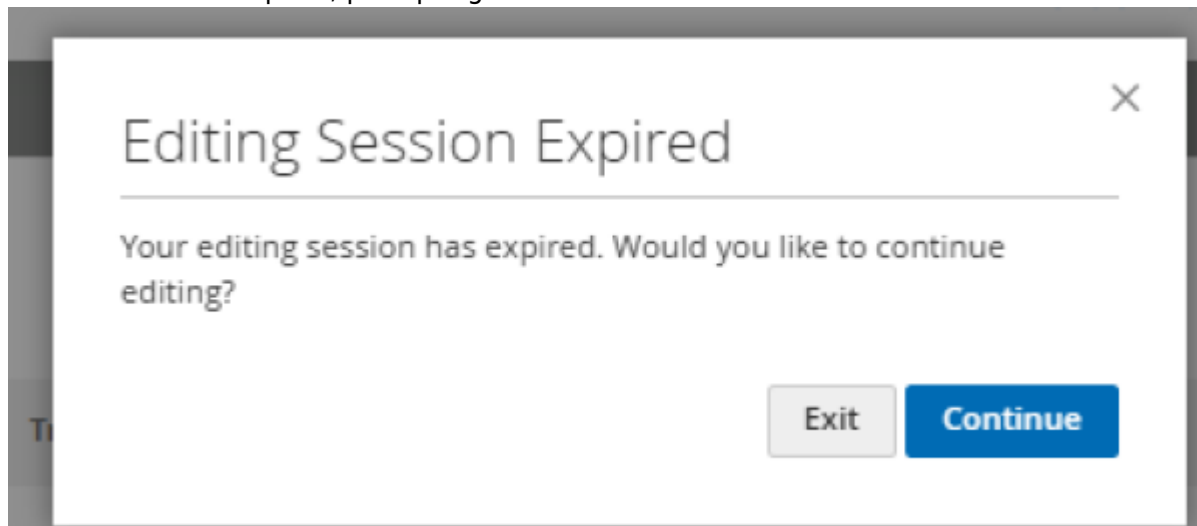 Editing Session Expired
Your editing session has expired. Would you like to continue
editing?
Exit
Continue